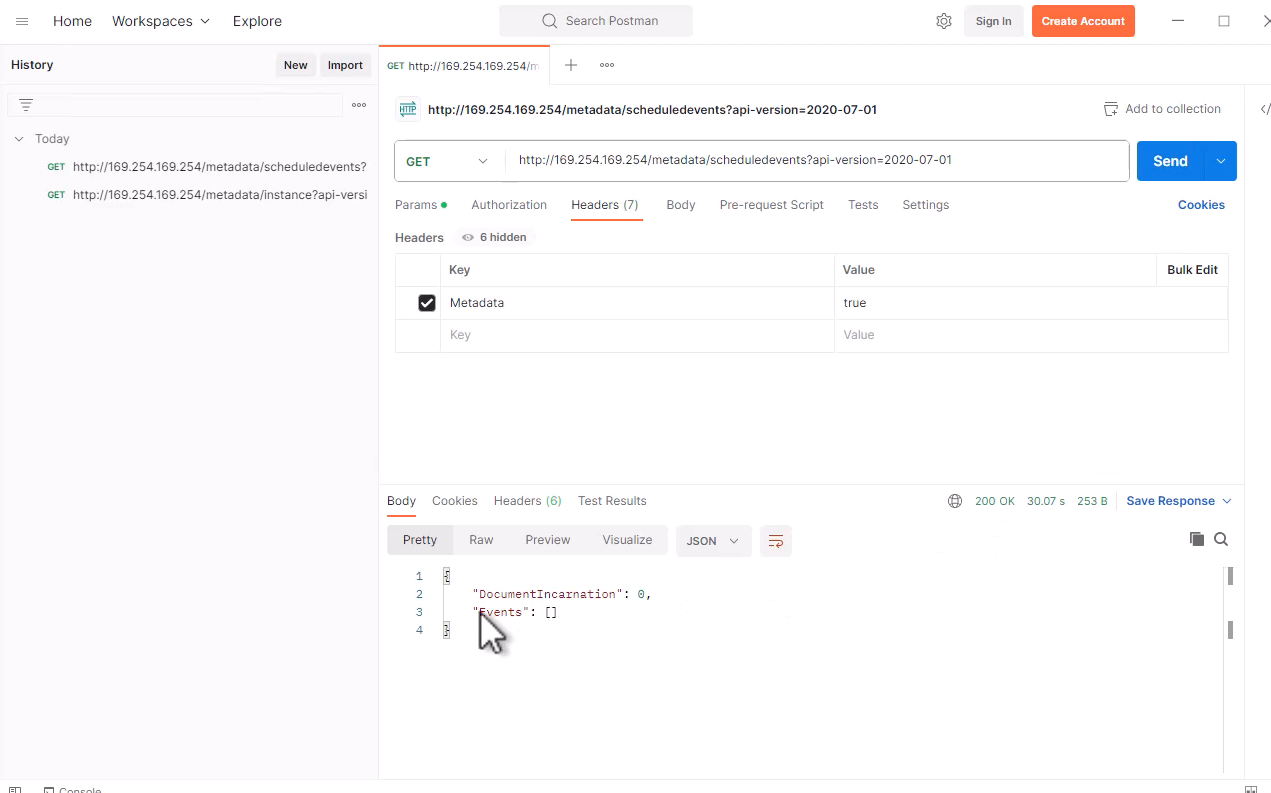 Home Workspaces Explore Search Postman Sign In Create Account
History New Import GET http://169.254.169.254/m
http://169.254.169.254/metadata/scheduledevents?api-version=2020-07-01 Add to collection
Today
GET http://169.254.169.254/metadata/scheduledevents?
GET http://169.254.169.254/metadata/instance?api-versi
GET http://169.254.169.254/metadata/scheduledevents?api-version=2020-07-01 Send
Params Authorization Headers (7) Body Pre-request Script Tests Settings Cookies
Headers 6 hidden
Key Value Bulk Edit
Metadata true
Key Value
Body Cookies Headers (6) Test Results 200 OK 30.07 s 253 B Save Response
Pretty Raw Preview Visualize JSON
1 {
2 "DocumentIncarnation": 0,
3 "Events": []
4 }
Console